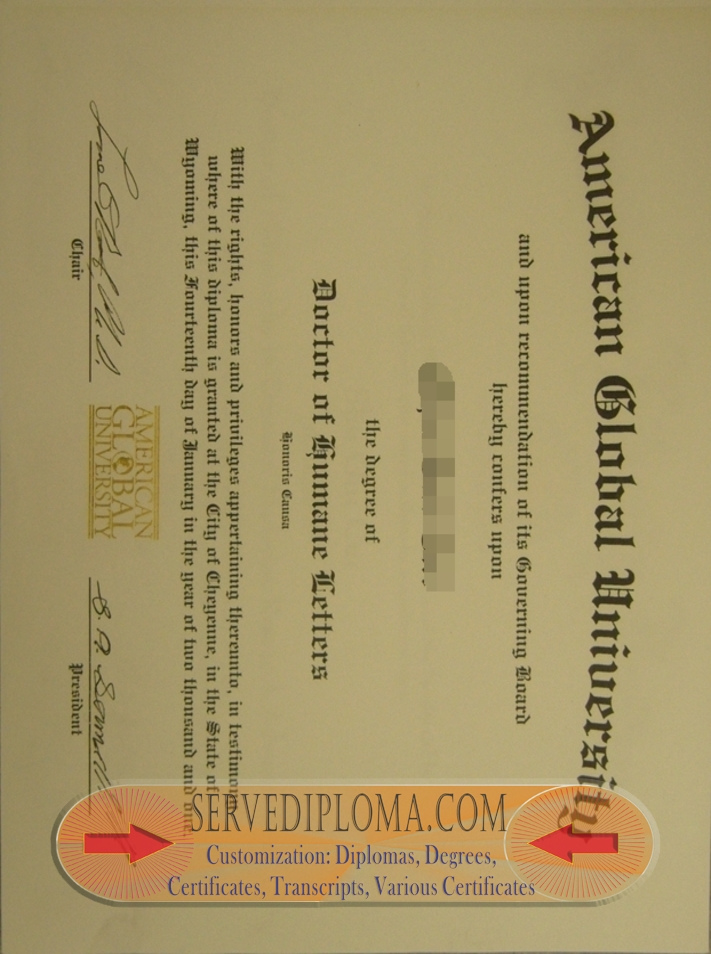 American Global University
and upon recommendation of its Governing Board
hereby confers upon
the degree of
Doctor of Humane Letters
Honoris Causa
With the rights, honors and privileges appertaining thereunto, in testimony
where of this diploma is granted at the City of Cheyenne, in the State of
Wyoming, this Fourteenth day of January in the year of two thousand and one
Chair
AMERICAN
GLOBAL
UNIVERSITY
President
SERVEDIPLOMA.COM
Customization: Diplomas, Degrees,
Certificates, Transcripts, Various Certificates